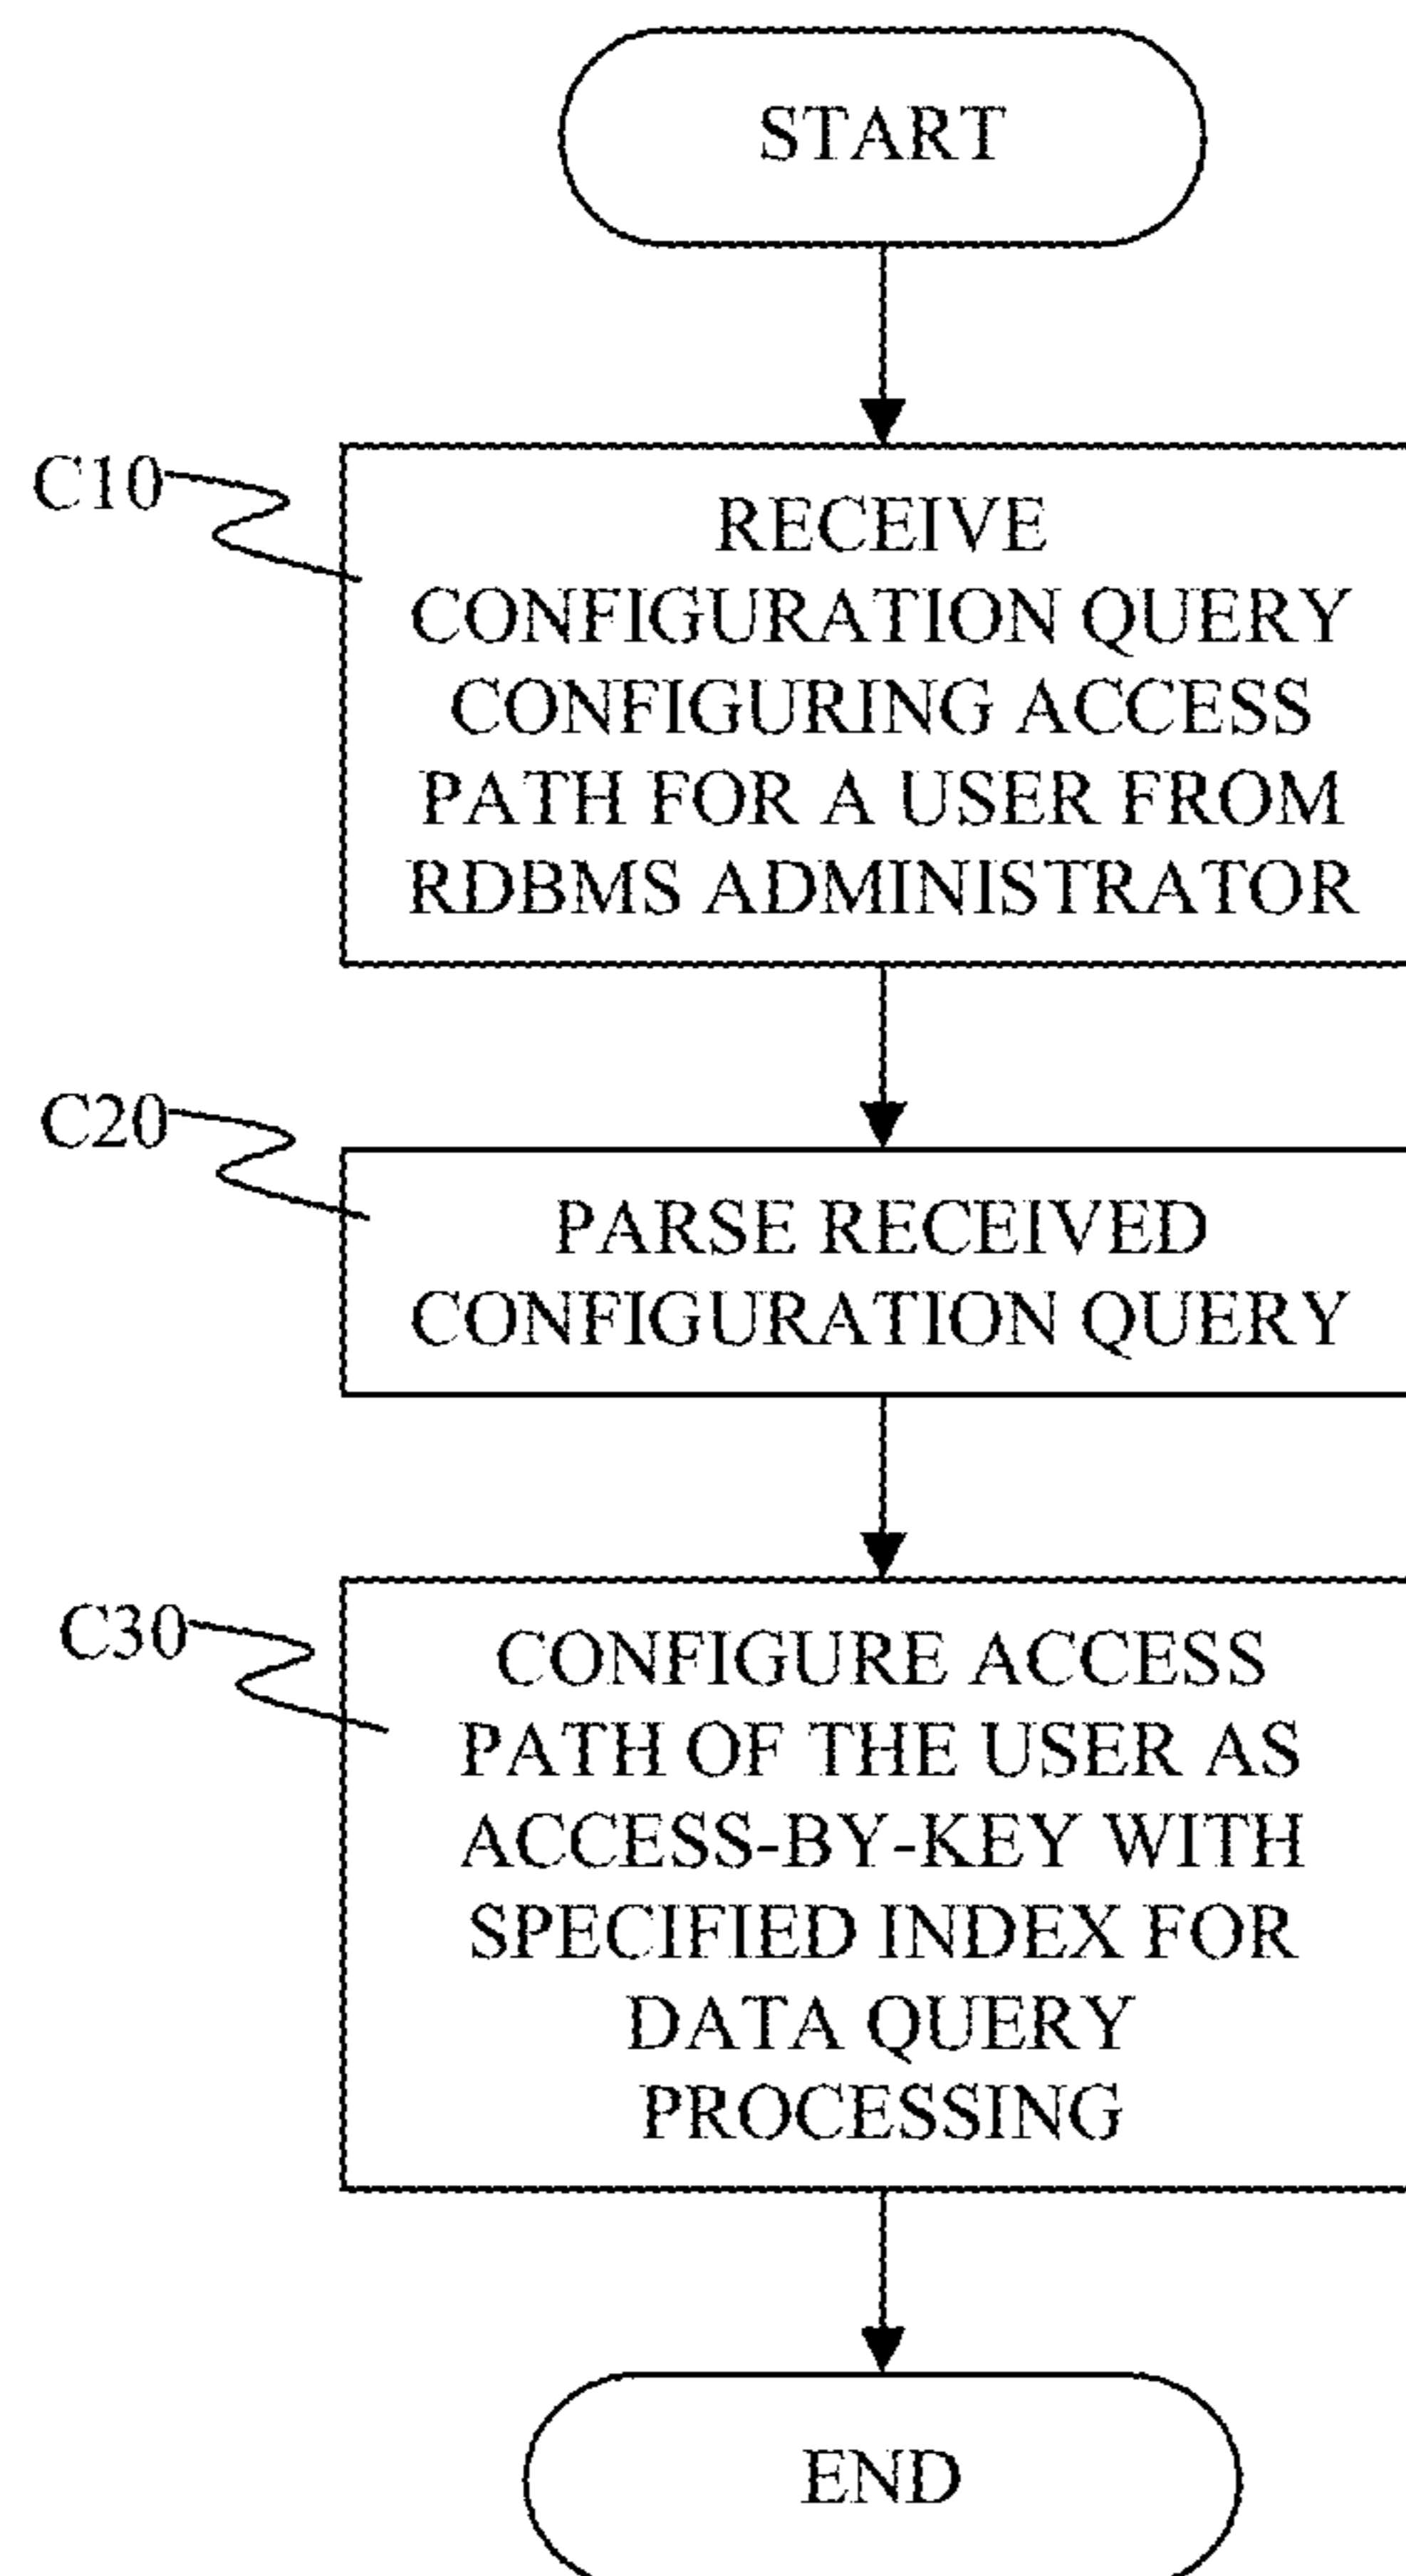 START
C10
RECEIVE
CONFIGURATION QUERY
CONFIGURING ACCESS
PATH FOR A USER FROM
RDBMS ADMINISTRATOR
C20
PARSE RECEIVED
CONFIGURATION QUERY
C30
CONFIGURE ACCESS
PATH OF THE USER AS
ACCESS-BY-KEY WITH
SPECIFIED INDEX FOR
DATA QUERY
PROCESSING
END